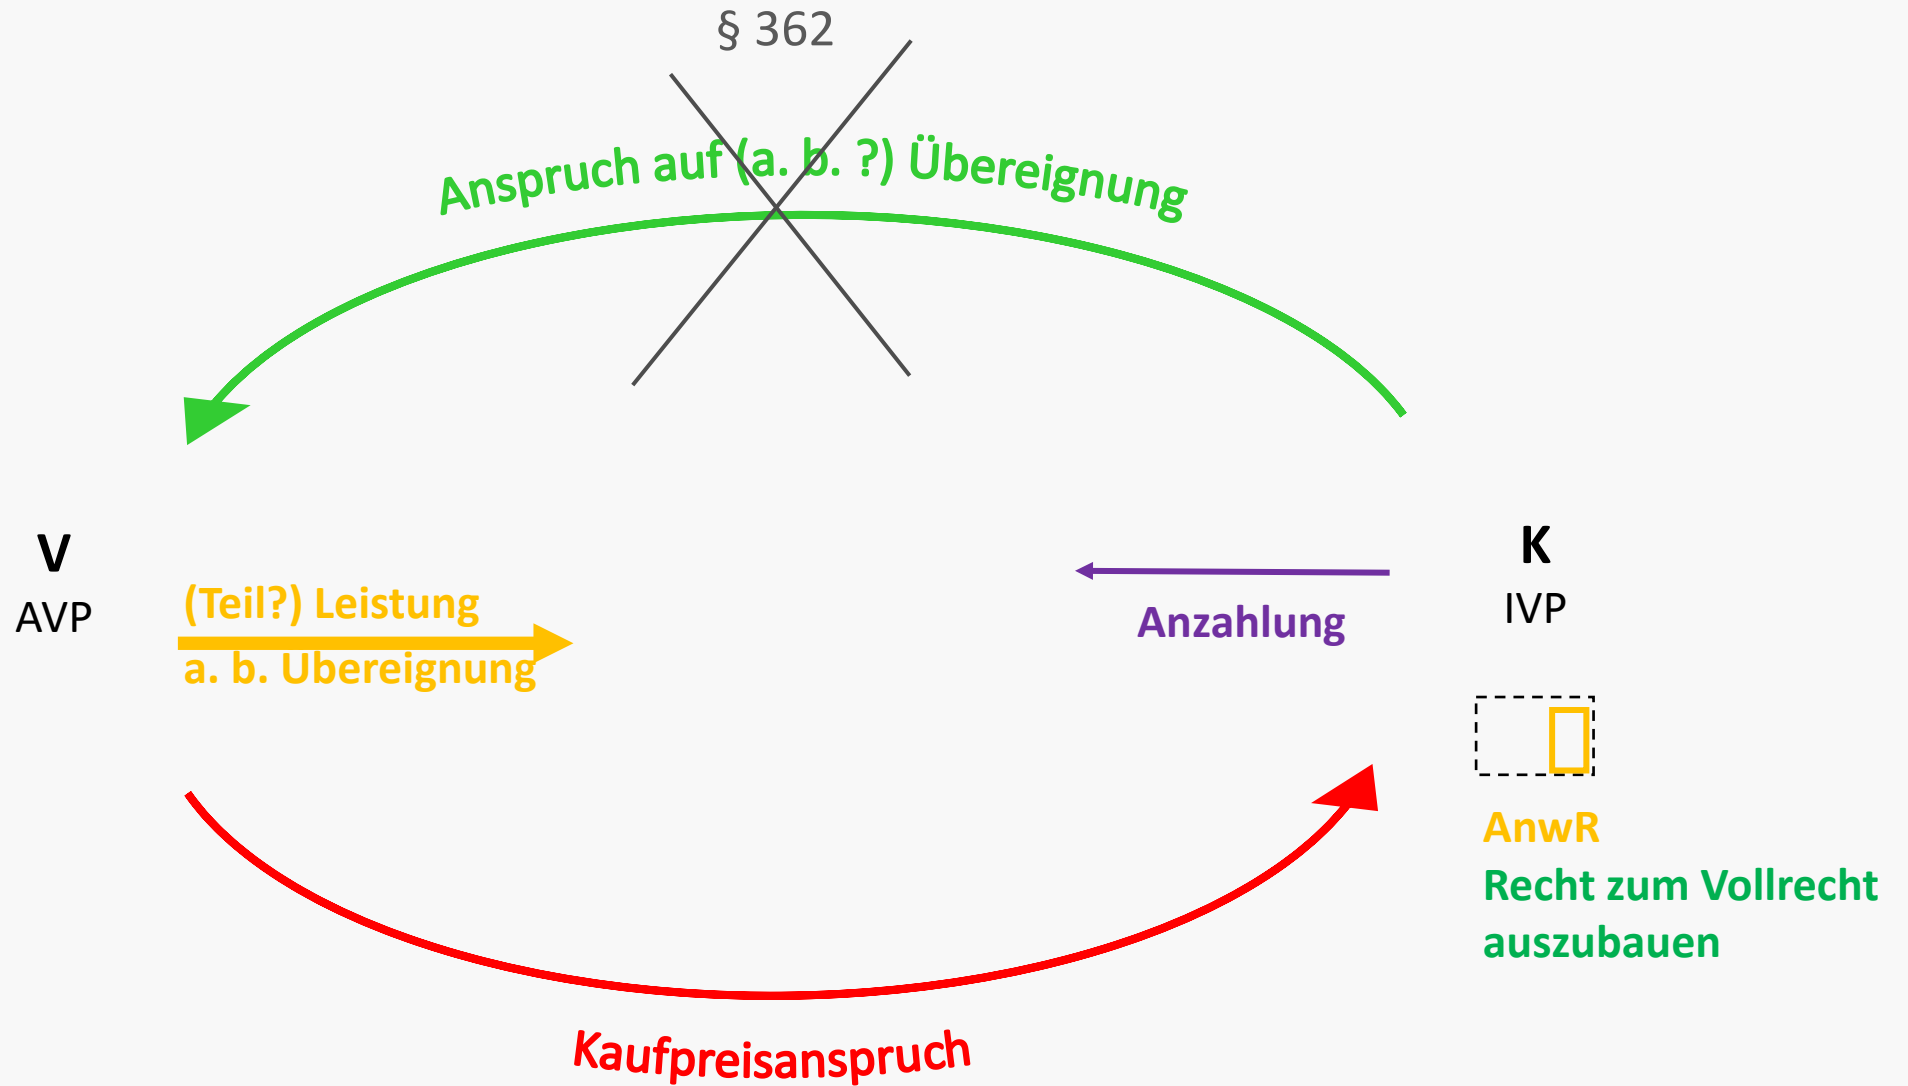 § 362
Anspruch auf (a. b. ?) Übereignung
V
AVP
K
IVP
(Teil?) Leistung
a. b. Übereignung
Anzahlung
AnwR
Recht zum Vollrecht
auszubauen
Kaufpreisanspruch